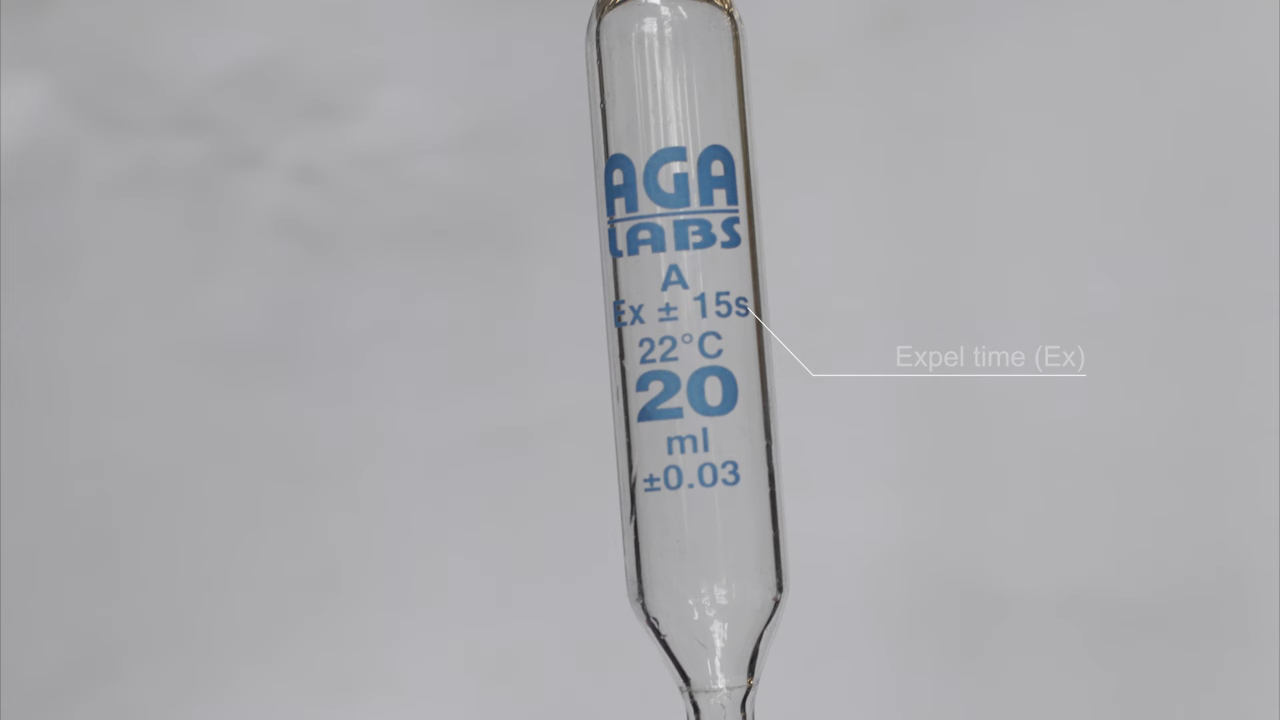 AGA
LABS
A
Ex ± 15s
22°C
20
ml
±0.03
Expel time (Ex)